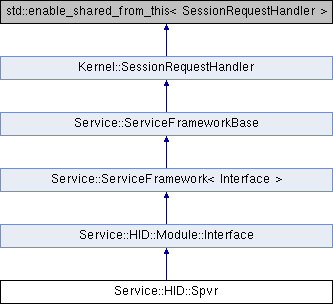 std::enable_shared_from_this< SessionRequestHandler >
Kernel::SessionRequestHandler
Service::ServiceFrameworkBase
Service::ServiceFramework< Interface >
Service::HID::Module::Interface
Service::HID::Spvr